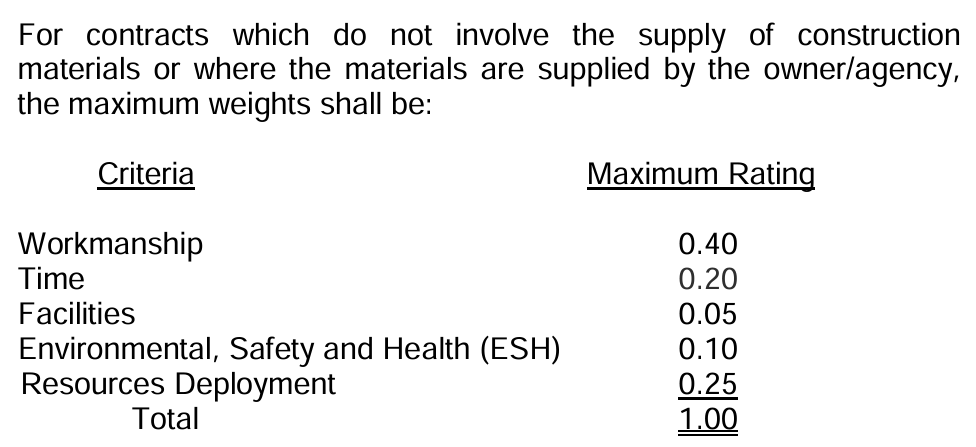 For contracts which do not involve the supply of construction
materials or where the materials are supplied by the owner/agency,
the maximum weights shall be:
Criteria Maximum Rating
Workmanship 0.40
Time 0.20
Facilities 0.05
Environmental, Safety and Health (ESH) 0.10
Resources Deployment 0.25
Total 1.00